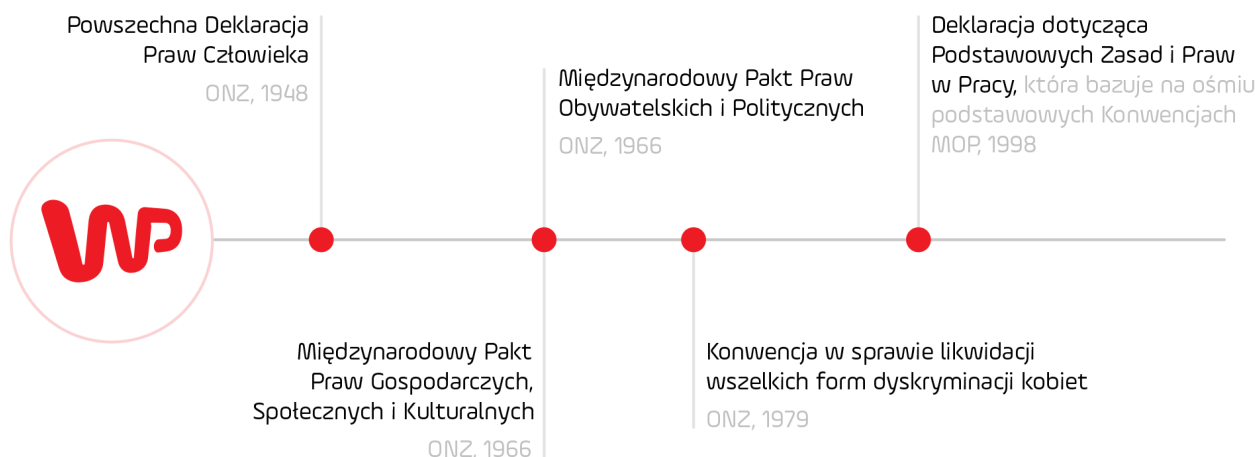 Powszechna Deklaracja
Praw Człowieka
ONZ, 1948
Międzynarodowy Pakt Praw
Obywatelskich i Politycznych
ONZ, 1966
Deklaracja dotycząca
Podstawowych Zasad i Praw
w Pracy, która bazuje na ośmiu
podstawowych Konwencjach
MOP, 1998
WP
Międzynarodowy Pakt
Praw Gospodarczych,
Społecznych i Kulturalnych
ONZ, 1966
Konwencja w sprawie likwidacji
wszelkich form dyskryminacji kobiet
ONZ, 1979